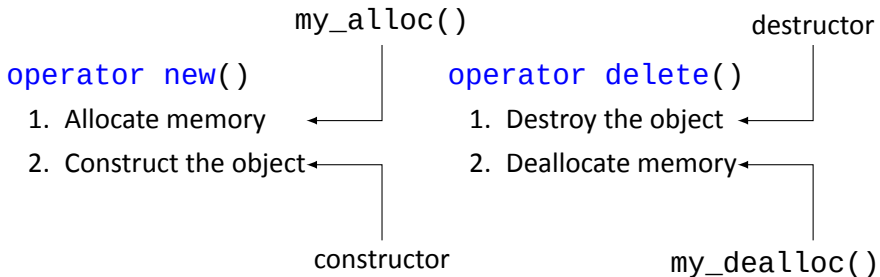 my_alloc()
destructor
operator new()
operator delete()
1. Allocate memory
1. Destroy the object
2. Construct the object
2. Deallocate memory
constructor
my_dealloc()